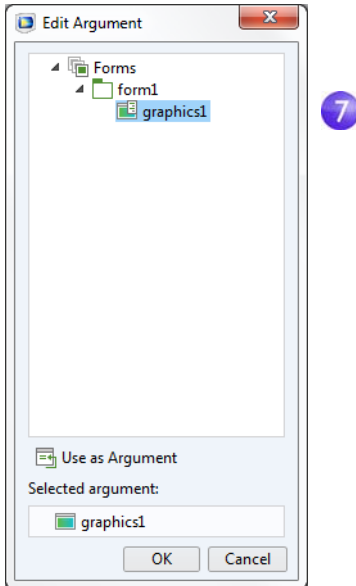 Edit Argument
Forms
form1
graphics1
7
Use as Argument
Selected argument:
graphics1
OK Cancel